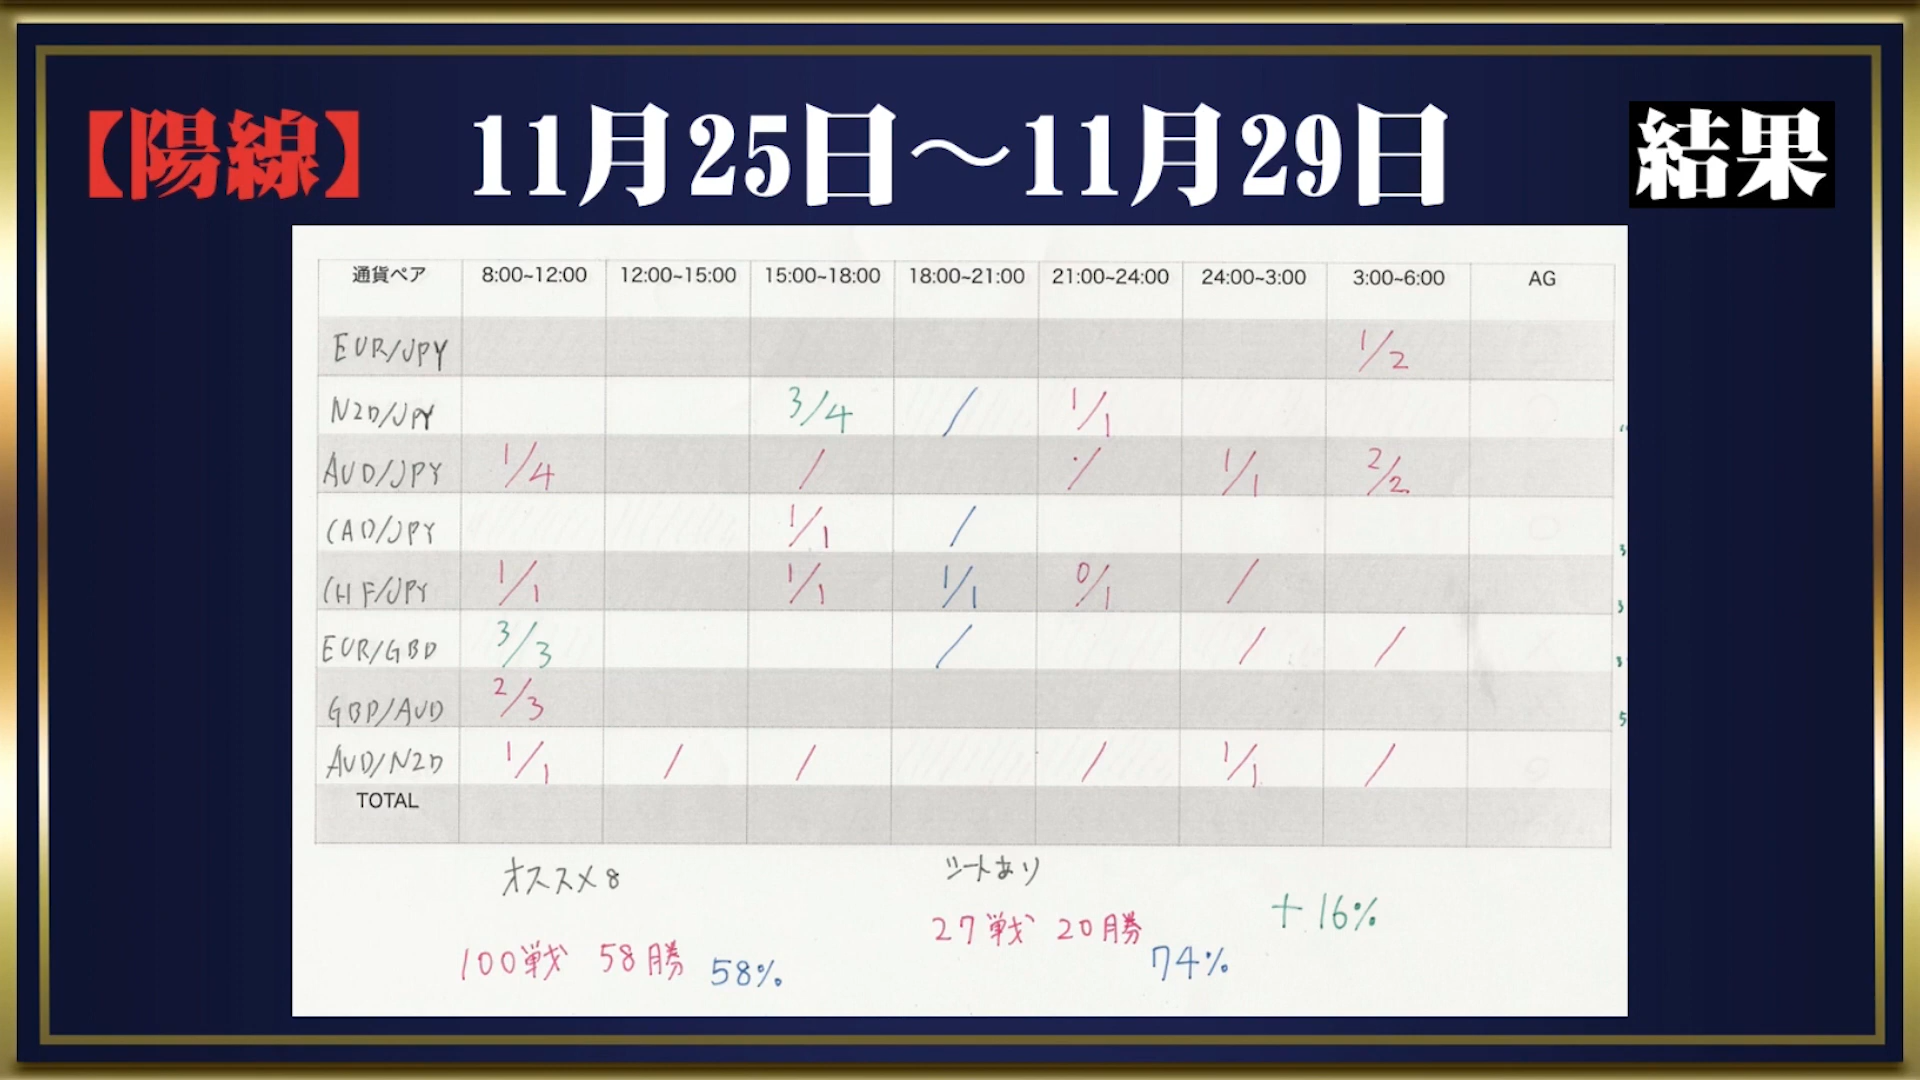 【陽線】 11月25日～11月29日 結果
通貨ペア 8:00~12:00 12:00~15:00 15:00~18:00 18:00~21:00 21:00~24:00 24:00~3:00 3:00~6:00 AG
EUR/JPY 1/2
NZD/JPY 3/4 / 1/1
AUD/JPY 1/4 / / 1/1 2/2
CAD/JPY 1/1 /
CHF/JPY 1/1 1/1 1/1 0/1 /
EUR/GBD 3/3 / / /
GBP/AUD 2/3
AUD/NZD 1/1 / / / 1/1 /
TOTAL
オススメ8 シートあり
27戦 20勝 +16%
100戦 58勝 58% 74%